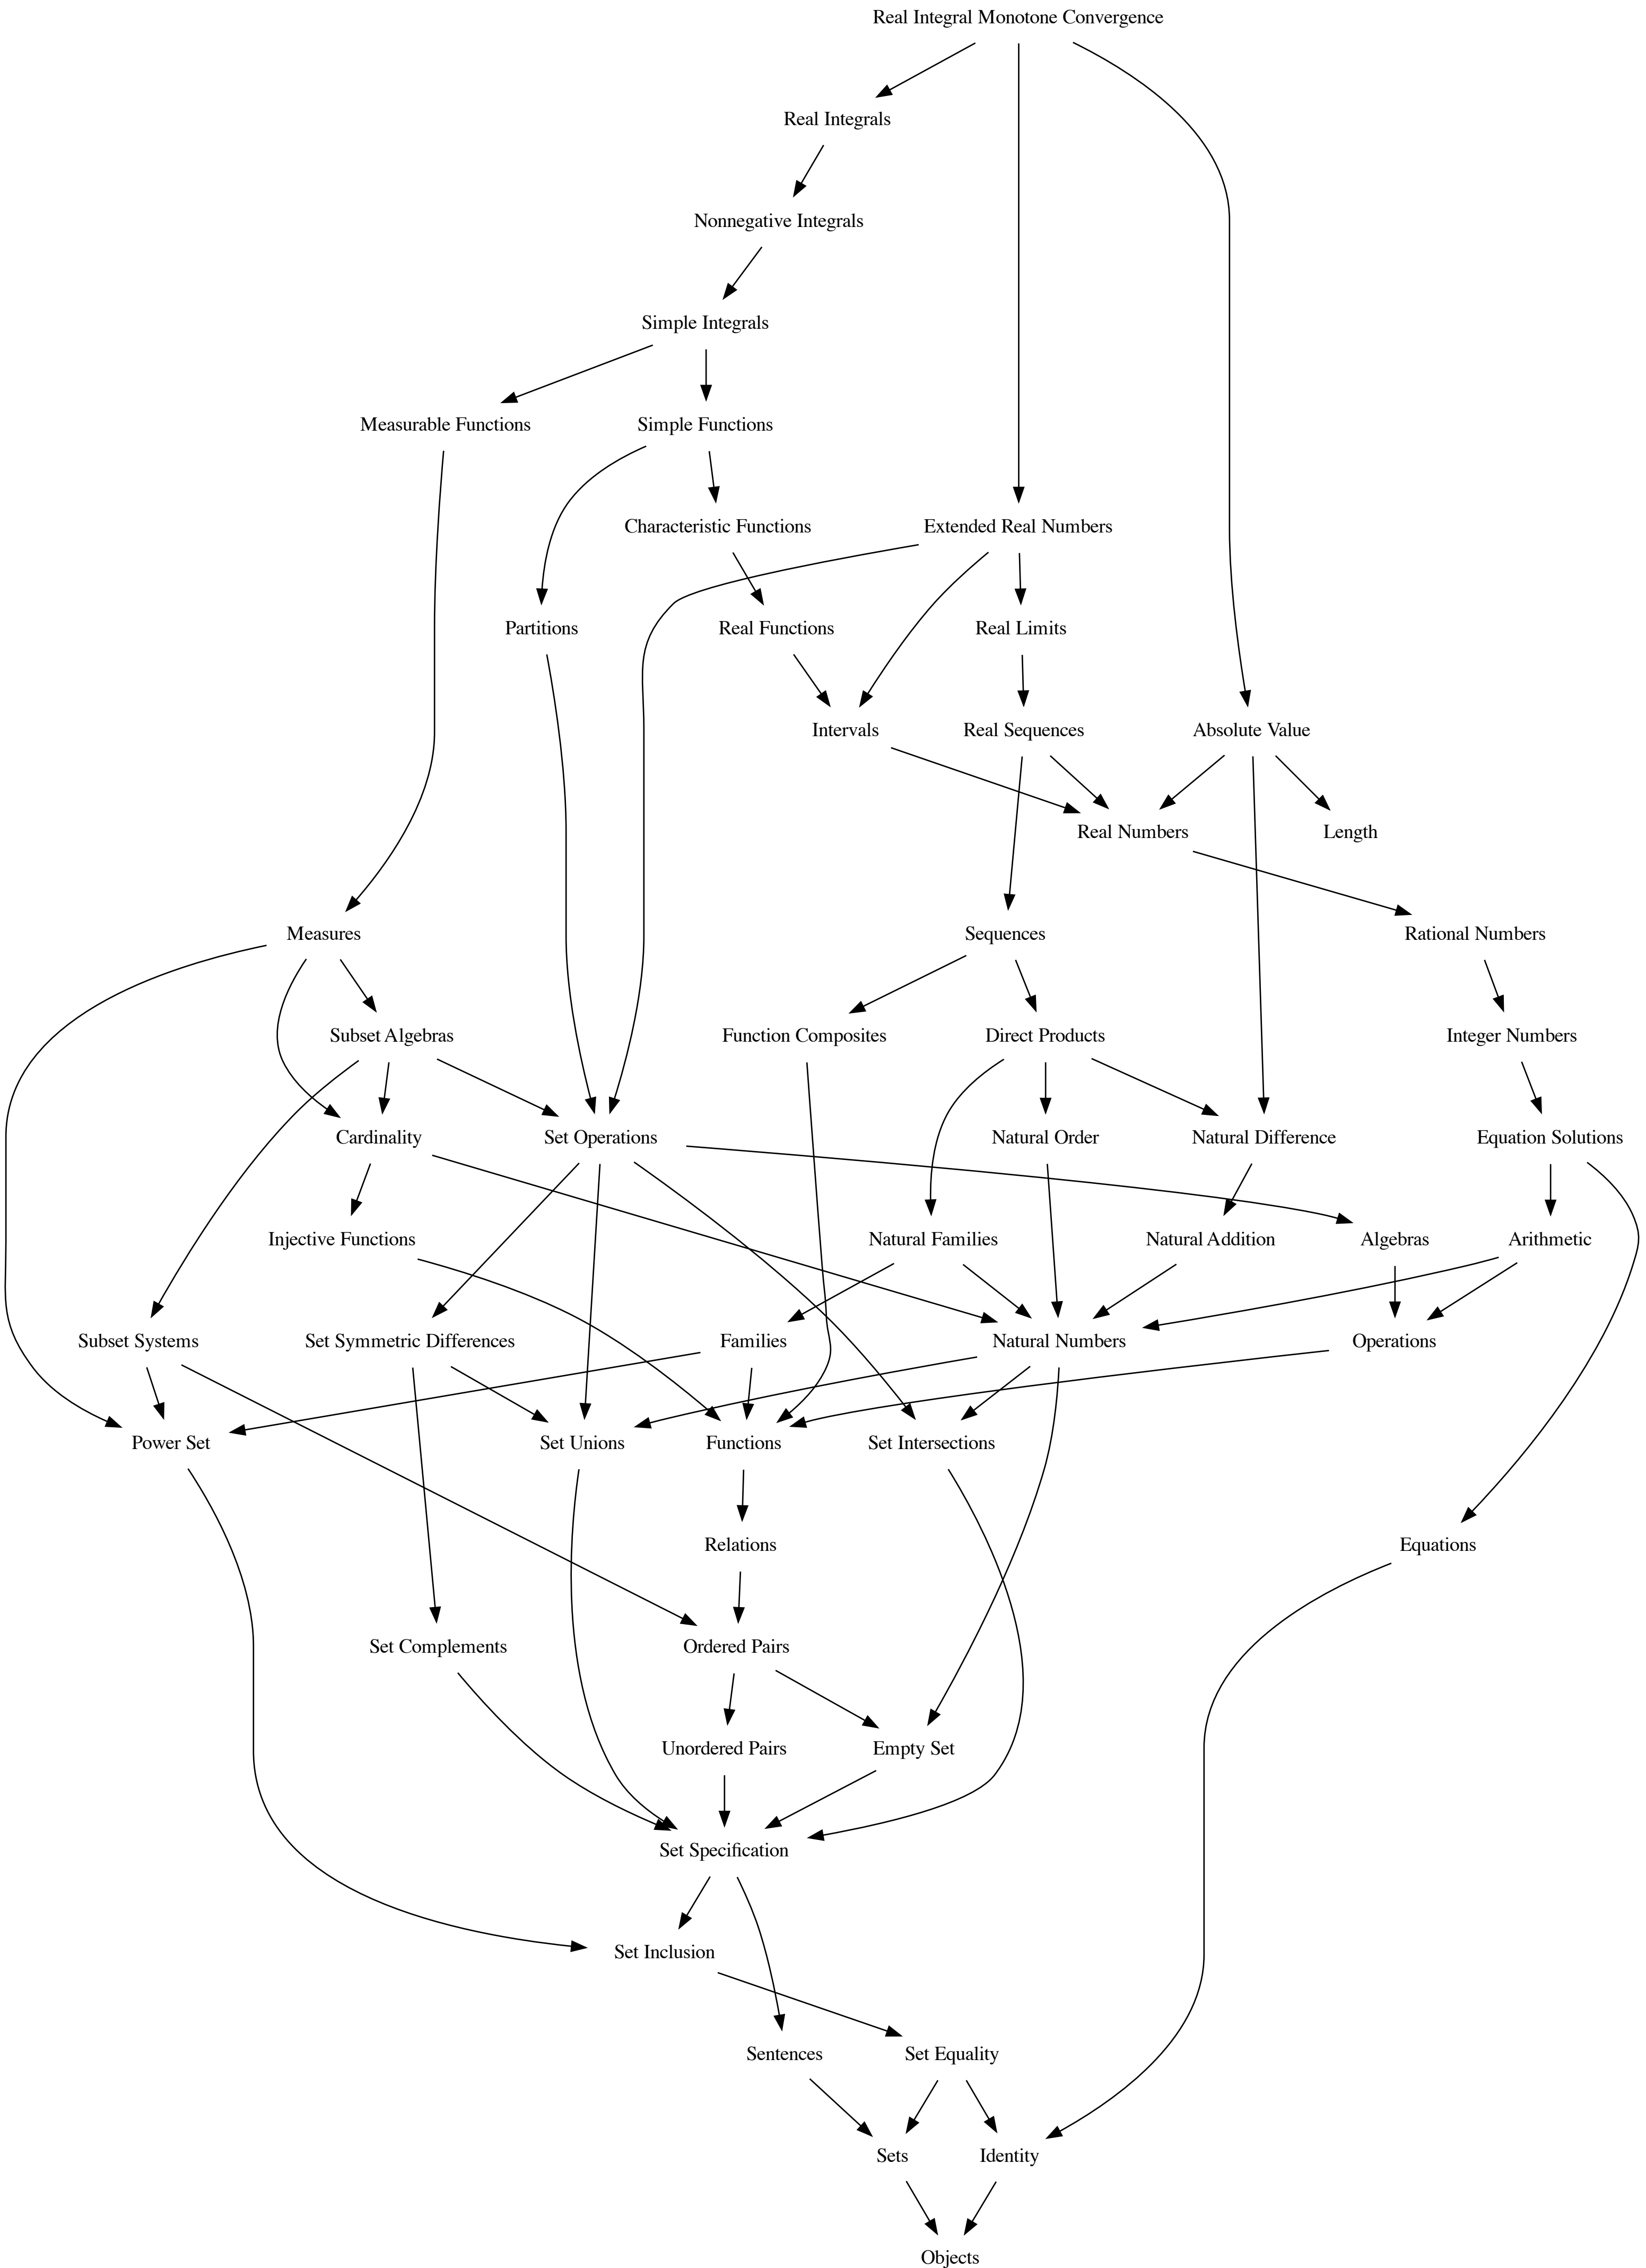 Real Integral Monotone Convergence
Real Integrals
Nonnegative Integrals
Simple Integrals
Measurable Functions
Simple Functions
Characteristic Functions
Extended Real Numbers
Partitions
Real Functions
Real Limits
Intervals
Real Sequences
Absolute Value
Real Numbers
Length
Measures
Sequences
Rational Numbers
Subset Algebras
Function Composites
Direct Products
Integer Numbers
Cardinality
Set Operations
Natural Order
Natural Difference
Equation Solutions
Injective Functions
Natural Families
Natural Addition
Algebras
Arithmetic
Subset Systems
Set Symmetric Differences
Families
Natural Numbers
Operations
Power Set
Set Unions
Functions
Set Intersections
Relations
Equations
Set Complements
Ordered Pairs
Unordered Pairs
Empty Set
Set Specification
Set Inclusion
Sentences
Set Equality
Sets
Identity
Objects